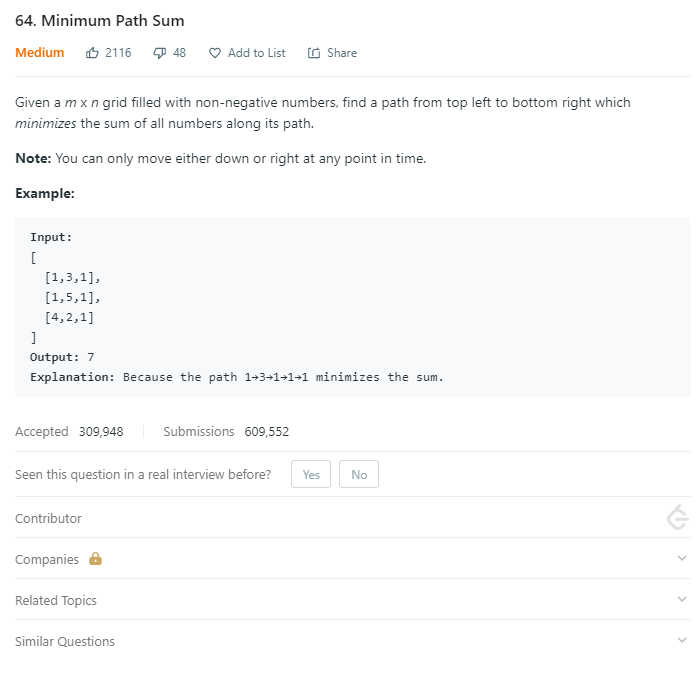 64. Minimum Path Sum
Medium 2116 48 Add to List Share
Given a m x n grid filled with non-negative numbers, find a path from top left to bottom right which
minimizes the sum of all numbers along its path.
Note: You can only move either down or right at any point in time.
Example:
Input:
[
  [1,3,1],
  [1,5,1],
  [4,2,1]
]
Output: 7
Explanation: Because the path 1→3→1→1→1 minimizes the sum.
Accepted 309,948 Submissions 609,552
Seen this question in a real interview before? Yes No
Contributor
Companies
Related Topics
Similar Questions